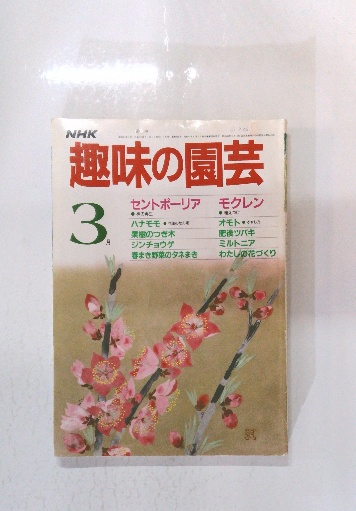 NHK
趣味の園芸
3月
セントポーリア
モクレン
ハナモモ
オモト
果樹のつぎ木
肥後ツバキ
ジンチョウゲ
ミルトニア
春まき野菜のタネまき
わたしの花づくり